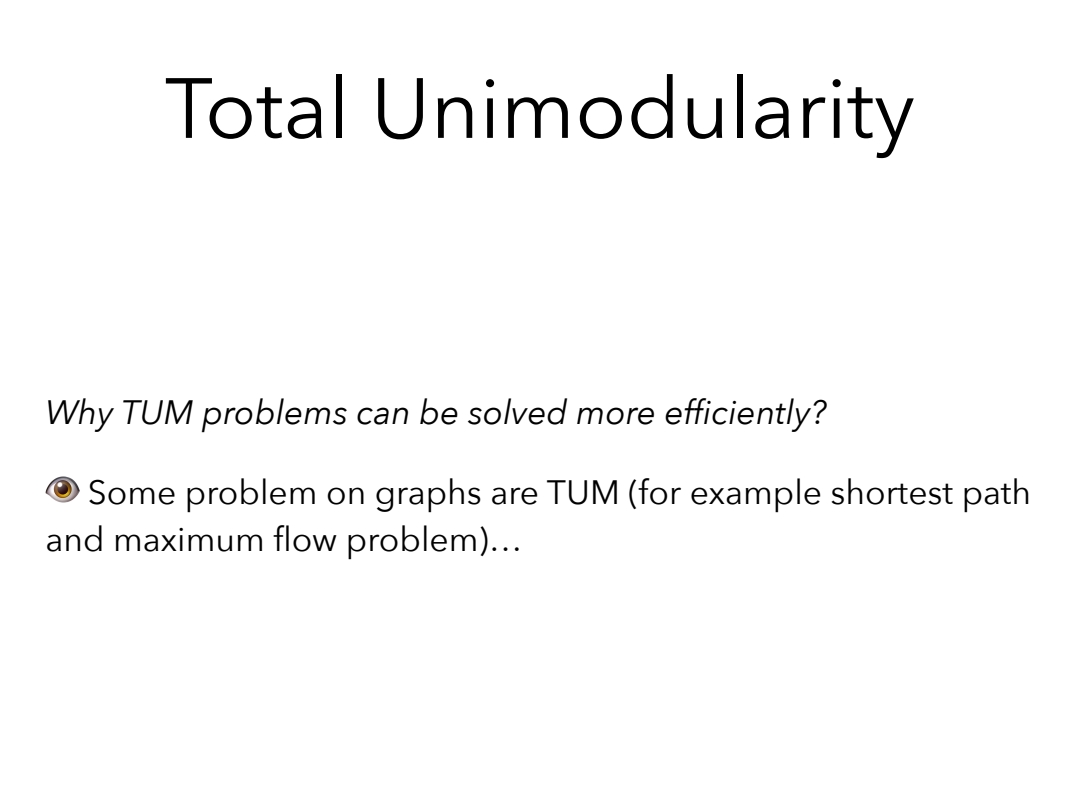 Total Unimodularity
Why TUM problems can be solved more efficiently?
👁 Some problem on graphs are TUM (for example shortest path
and maximum flow problem)…